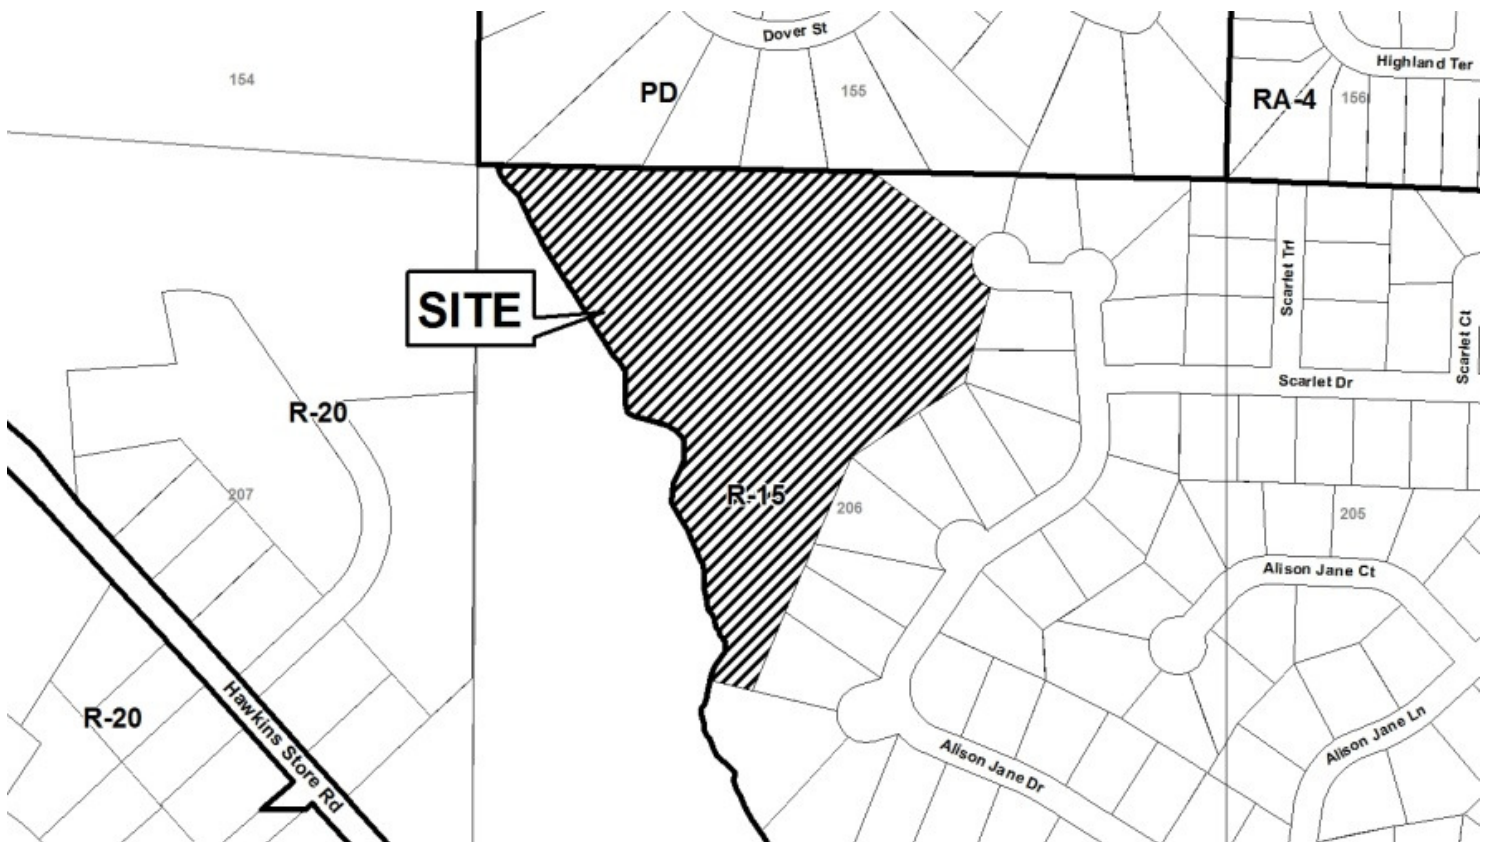 Dover St
Highland Ter
154
PD
155
RA-4
156
SITE
Scarlet Trl
Scarlet Ct
Scarlet Dr
R-20
207
R-15
206
205
Alison Jane Ct
R-20
Hawkins Store Rd
Alison Jane Ln
Alison Jane Dr